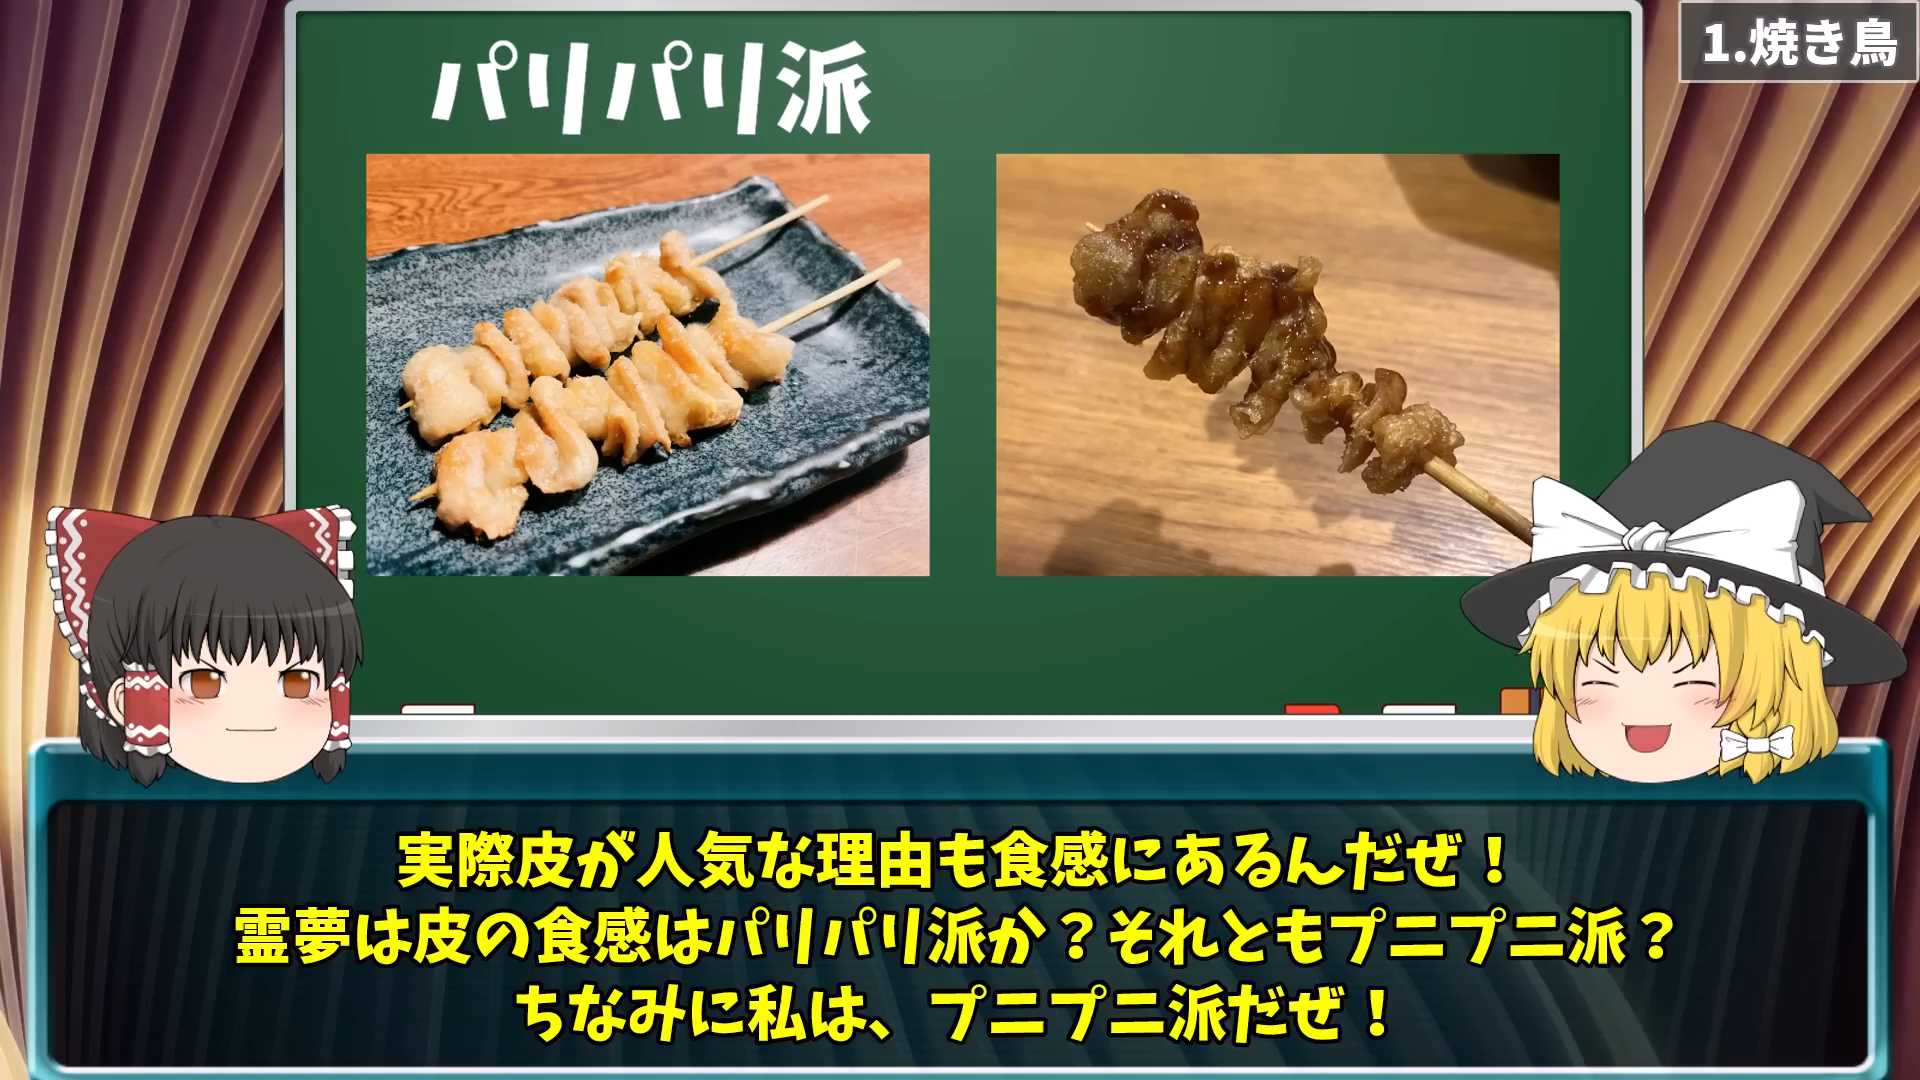 1.焼き鳥
パリパリ派
実際皮が人気な理由も食感にあるんだぜ！
霊夢は皮の食感はパリパリ派か？それともプニプニ派？
ちなみに私は、プニプニ派だぜ！